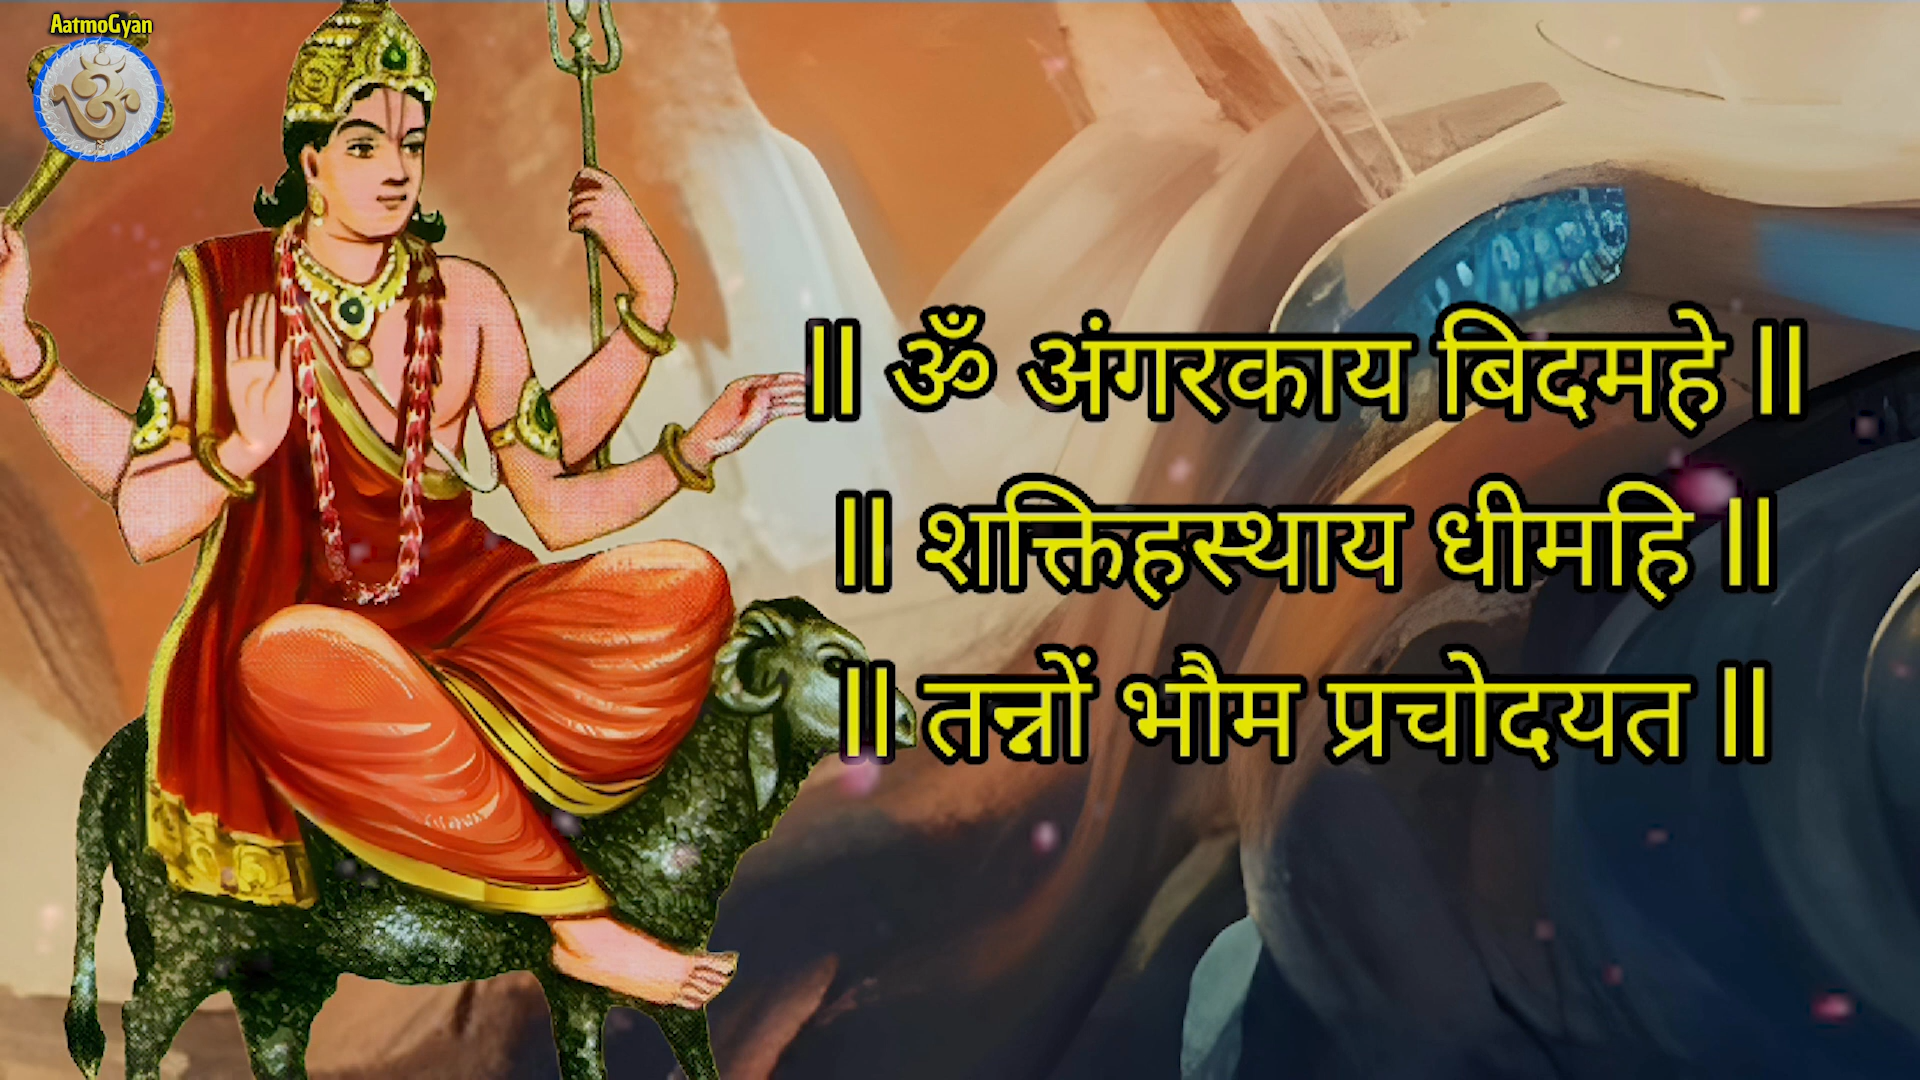 AatmoGyan
ॐ
|| ॐ अंगरकाय बिदमहे ||
|| शक्तिहस्थाय धीमहि ||
|| तन्नों भौम प्रचोदयत ||